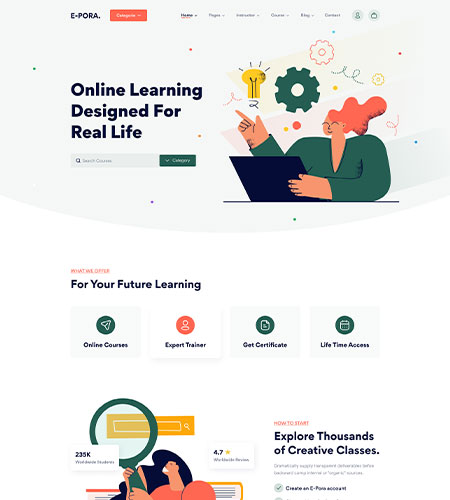 E-PORA.
Categorie
Home Pages Instructor Course Blog Contact
Online Learning
Designed For
Real Life
Search Courses
Category
WHAT WE OFFER
For Your Future Learning
Online Courses
Expert Trainer
Get Certificate
Life Time Access
235K
Worldwide Students
4.7
Worldwide Review
HOW TO START
Explore Thousands
of Creative Classes.
Dramatically supply transparent deliverables before
backward comp internal or "organic" sources.
Create an E-Pora account